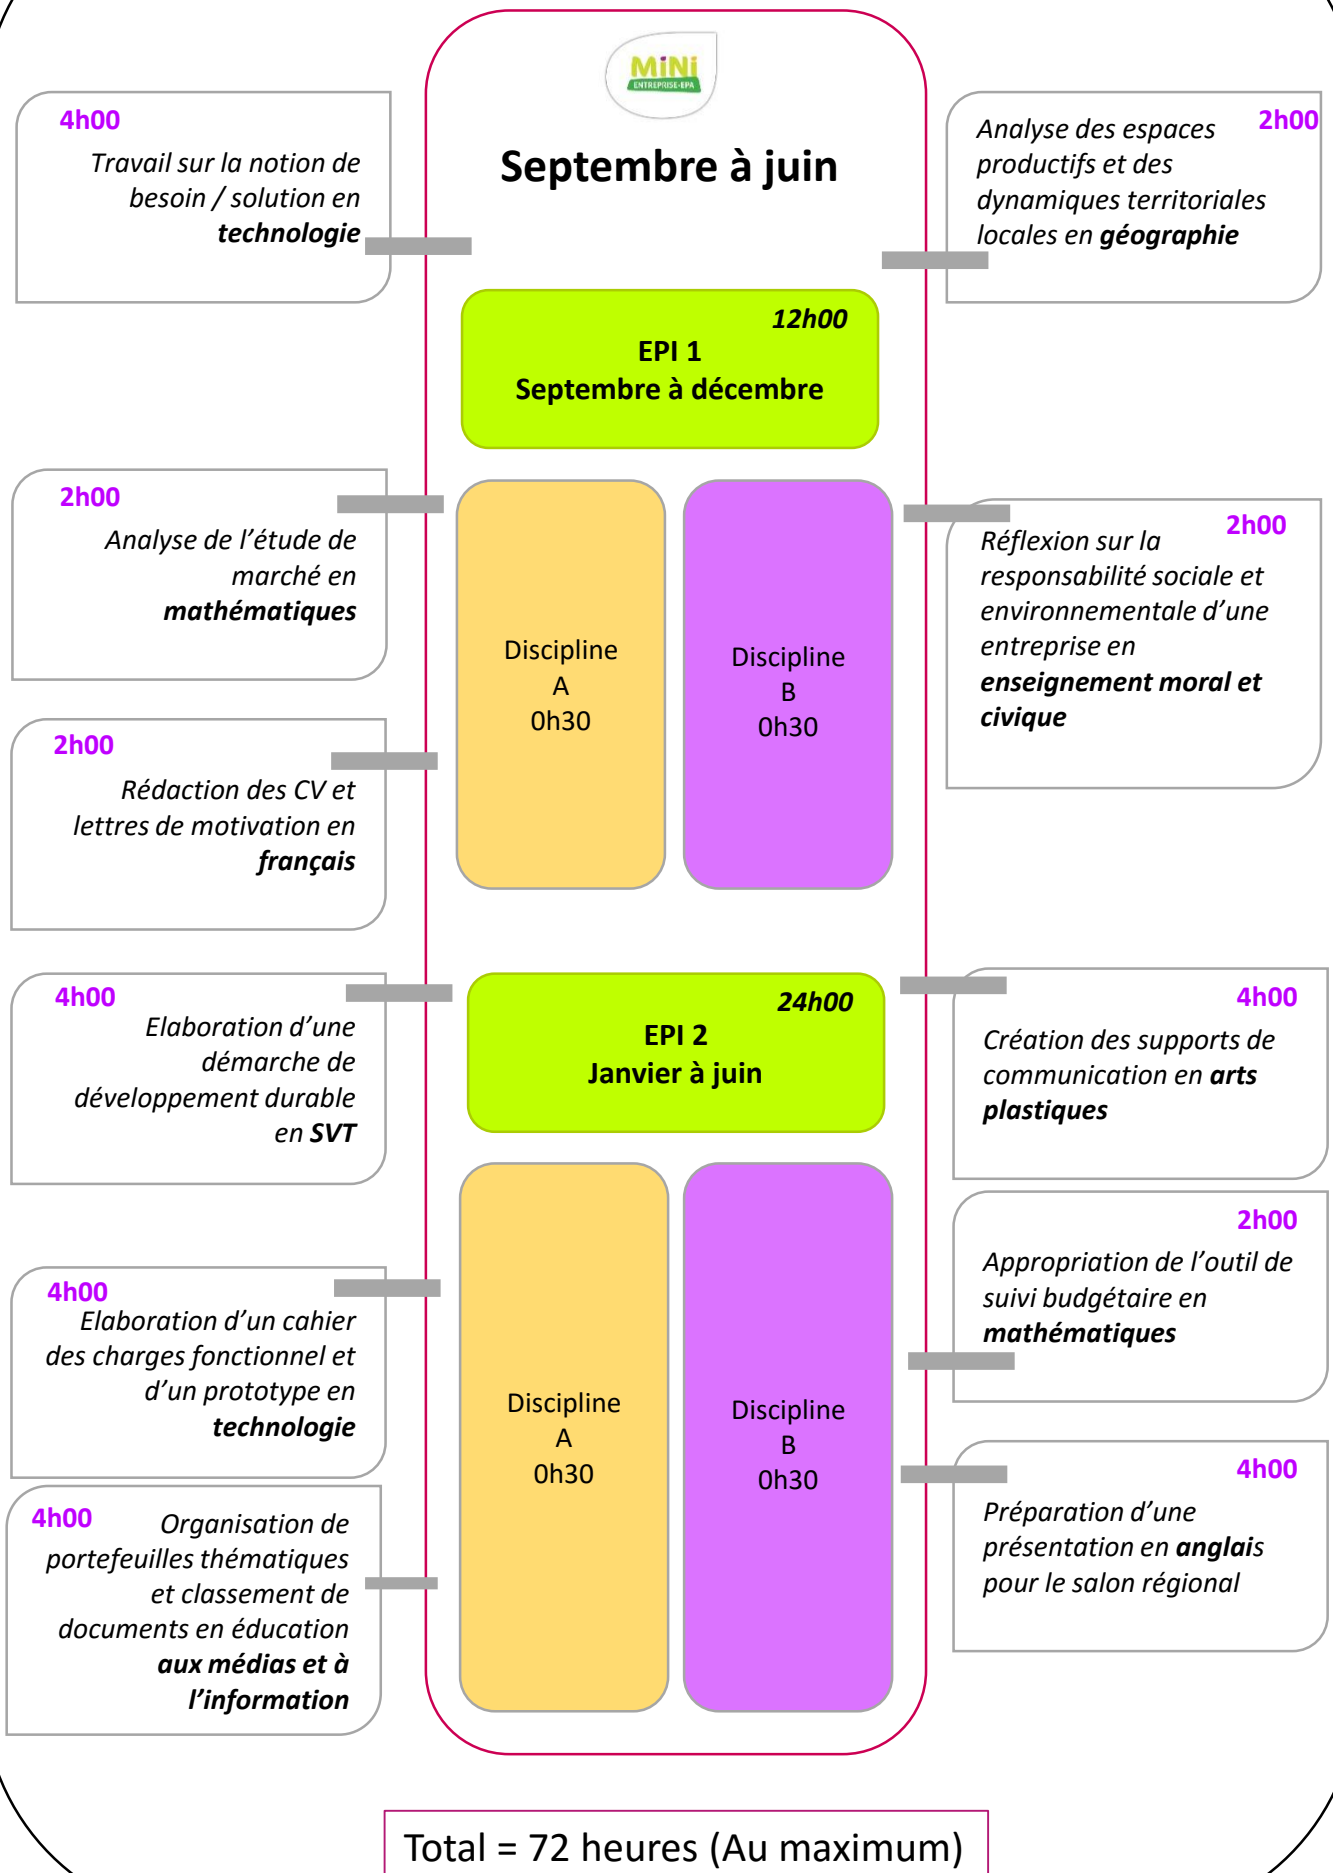 MiNi
ENTREPRISE-EPA
Septembre à juin
4h00
Travail sur la notion de
besoin / solution en
technologie
2h00
Analyse des espaces
productifs et des
dynamiques territoriales
locales en géographie
12h00
EPI 1
Septembre à décembre
2h00
Analyse de l’étude de
marché en
mathématiques
Discipline
A
0h30
Discipline
B
0h30
2h00
Réflexion sur la
responsabilité sociale et
environnementale d’une
entreprise en
enseignement moral et
civique
2h00
Rédaction des CV et
lettres de motivation en
français
4h00
Elaboration d’une
démarche de
développement durable
en SVT
24h00
EPI 2
Janvier à juin
4h00
Création des supports de
communication en arts
plastiques
2h00
Appropriation de l’outil de
suivi budgétaire en
mathématiques
4h00
Elaboration d’un cahier
des charges fonctionnel et
d’un prototype en
technologie
Discipline
A
0h30
Discipline
B
0h30
4h00
Préparation d’une
présentation en anglais
pour le salon régional
4h00
Organisation de
portefeuilles thématiques
et classement de
documents en éducation
aux médias et à
l’information
Total = 72 heures (Au maximum)